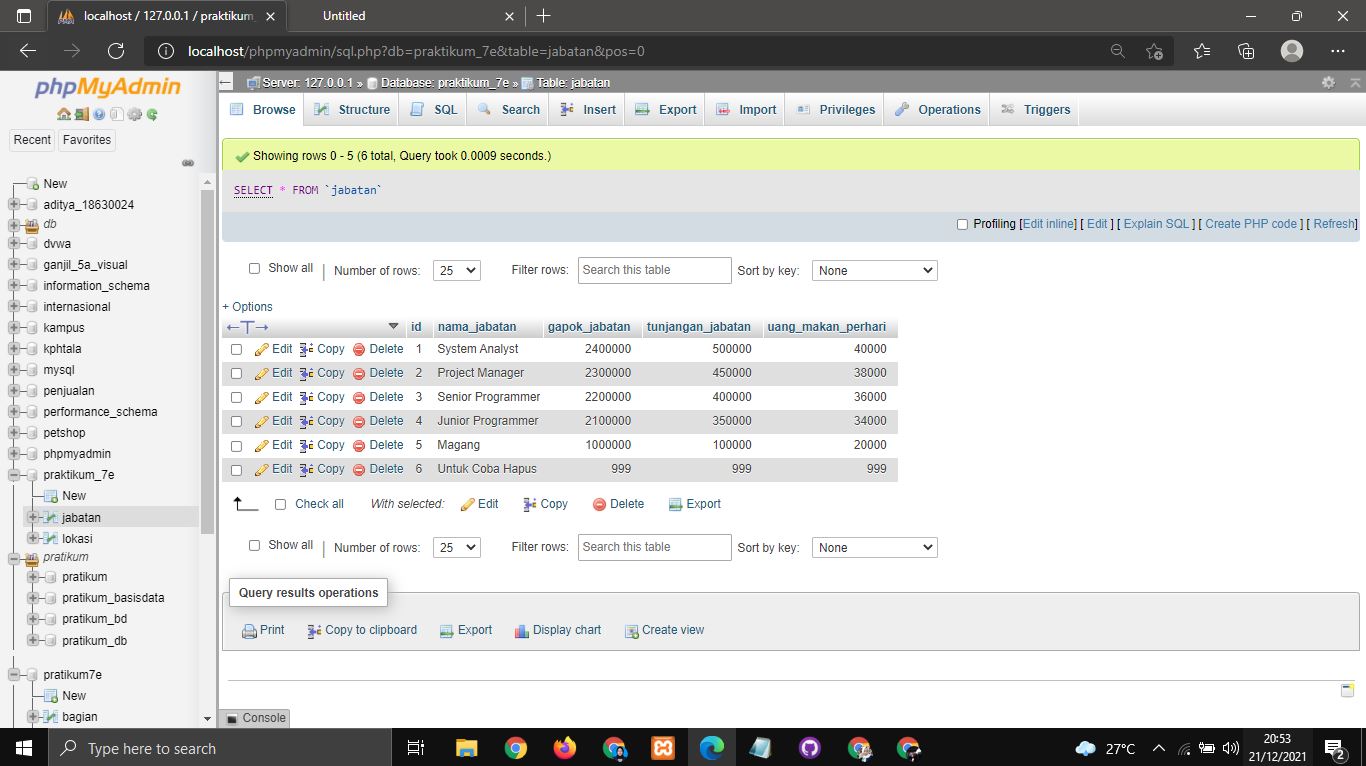 localhost / 127.0.0.1 / praktikum_
Untitled
localhost/phpmyadmin/sql.php?db=praktikum_7e&table=jabatan&pos=0
phpMyAdmin
Recent Favorites
New
aditya_18630024
db
dvwa
ganjil_5a_visual
information_schema
internasional
kampus
kphtala
mysql
penjualan
performance_schema
petshop
phpmyadmin
praktikum_7e
New
jabatan
lokasi
pratikum
pratikum
pratikum_basisdata
pratikum_bd
pratikum_db
pratikum7e
New
bagian
Server: 127.0.0.1 » Database: praktikum_7e » Table: jabatan
Browse Structure SQL Search Insert Export Import Privileges Operations Triggers
Showing rows 0 - 5 (6 total, Query took 0.0009 seconds.)
SELECT * FROM `jabatan`
Profiling [Edit inline] [ Edit ] [ Explain SQL ] [ Create PHP code ] [ Refresh]
Show all | Number of rows: 25 Filter rows: Search this table Sort by key: None
+ Options
←T→ id nama_jabatan gapok_jabatan tunjangan_jabatan uang_makan_perhari
Edit Copy Delete 1 System Analyst 2400000 500000 40000
Edit Copy Delete 2 Project Manager 2300000 450000 38000
Edit Copy Delete 3 Senior Programmer 2200000 400000 36000
Edit Copy Delete 4 Junior Programmer 2100000 350000 34000
Edit Copy Delete 5 Magang 1000000 100000 20000
Edit Copy Delete 6 Untuk Coba Hapus 999 999 999
Check all With selected: Edit Copy Delete Export
Show all | Number of rows: 25 Filter rows: Search this table Sort by key: None
Query results operations
Print Copy to clipboard Export Display chart Create view
Console
Type here to search
27°C
20:53
21/12/2021
2